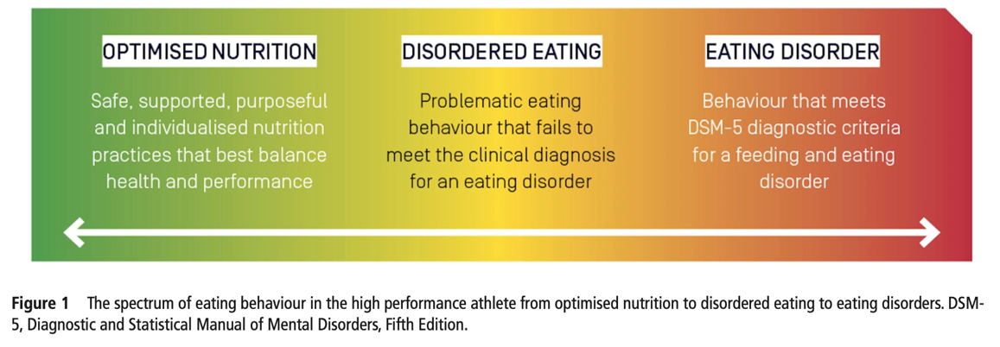 OPTIMISED NUTRITION
Safe, supported, purposeful
and individualised nutrition
practices that best balance
health and performance
DISORDERED EATING
Problematic eating
behaviour that fails to
meet the clinical diagnosis
for an eating disorder
EATING DISORDER
Behaviour that meets
DSM-5 diagnostic criteria
for a feeding and eating
disorder
Figure 1 The spectrum of eating behaviour in the high performance athlete from optimised nutrition to disordered eating to eating disorders. DSM-
5, Diagnostic and Statistical Manual of Mental Disorders, Fifth Edition.